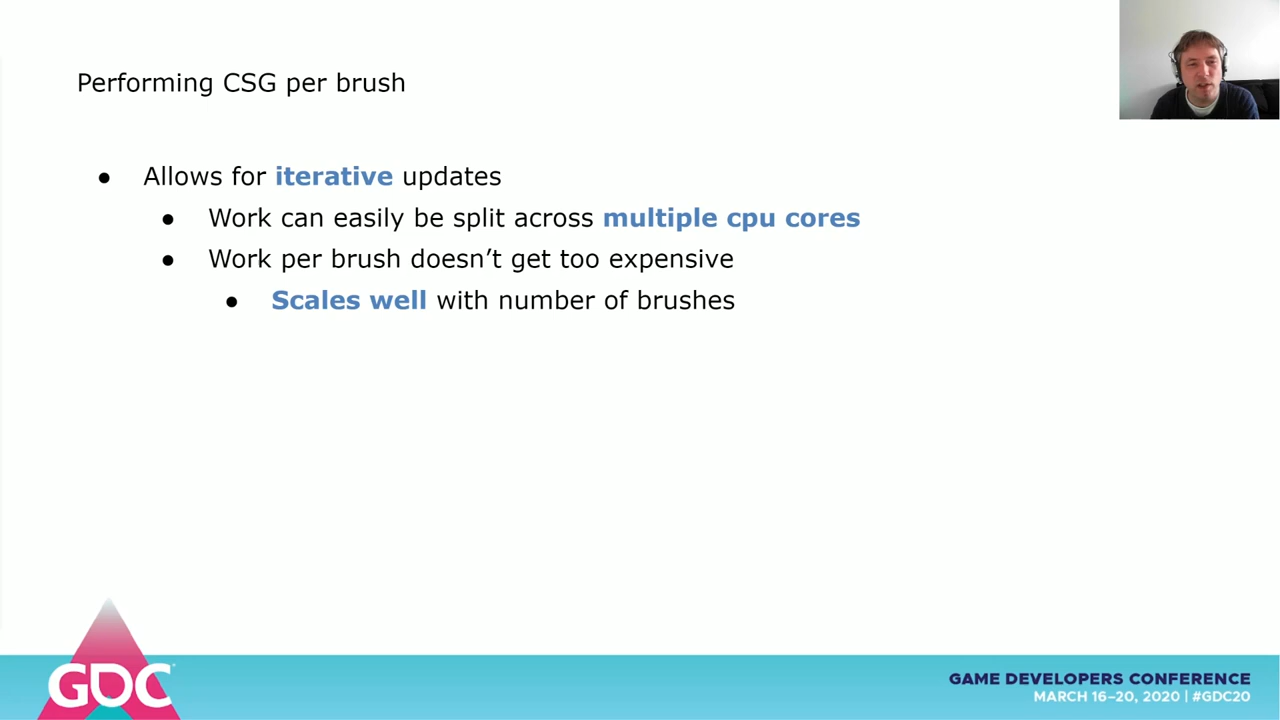 Performing CSG per brush
● Allows for iterative updates
● Work can easily be split across multiple cpu cores
● Work per brush doesn’t get too expensive
● Scales well with number of brushes
GDC
GAME DEVELOPERS CONFERENCE
MARCH 16–20, 2020 | #GDC20